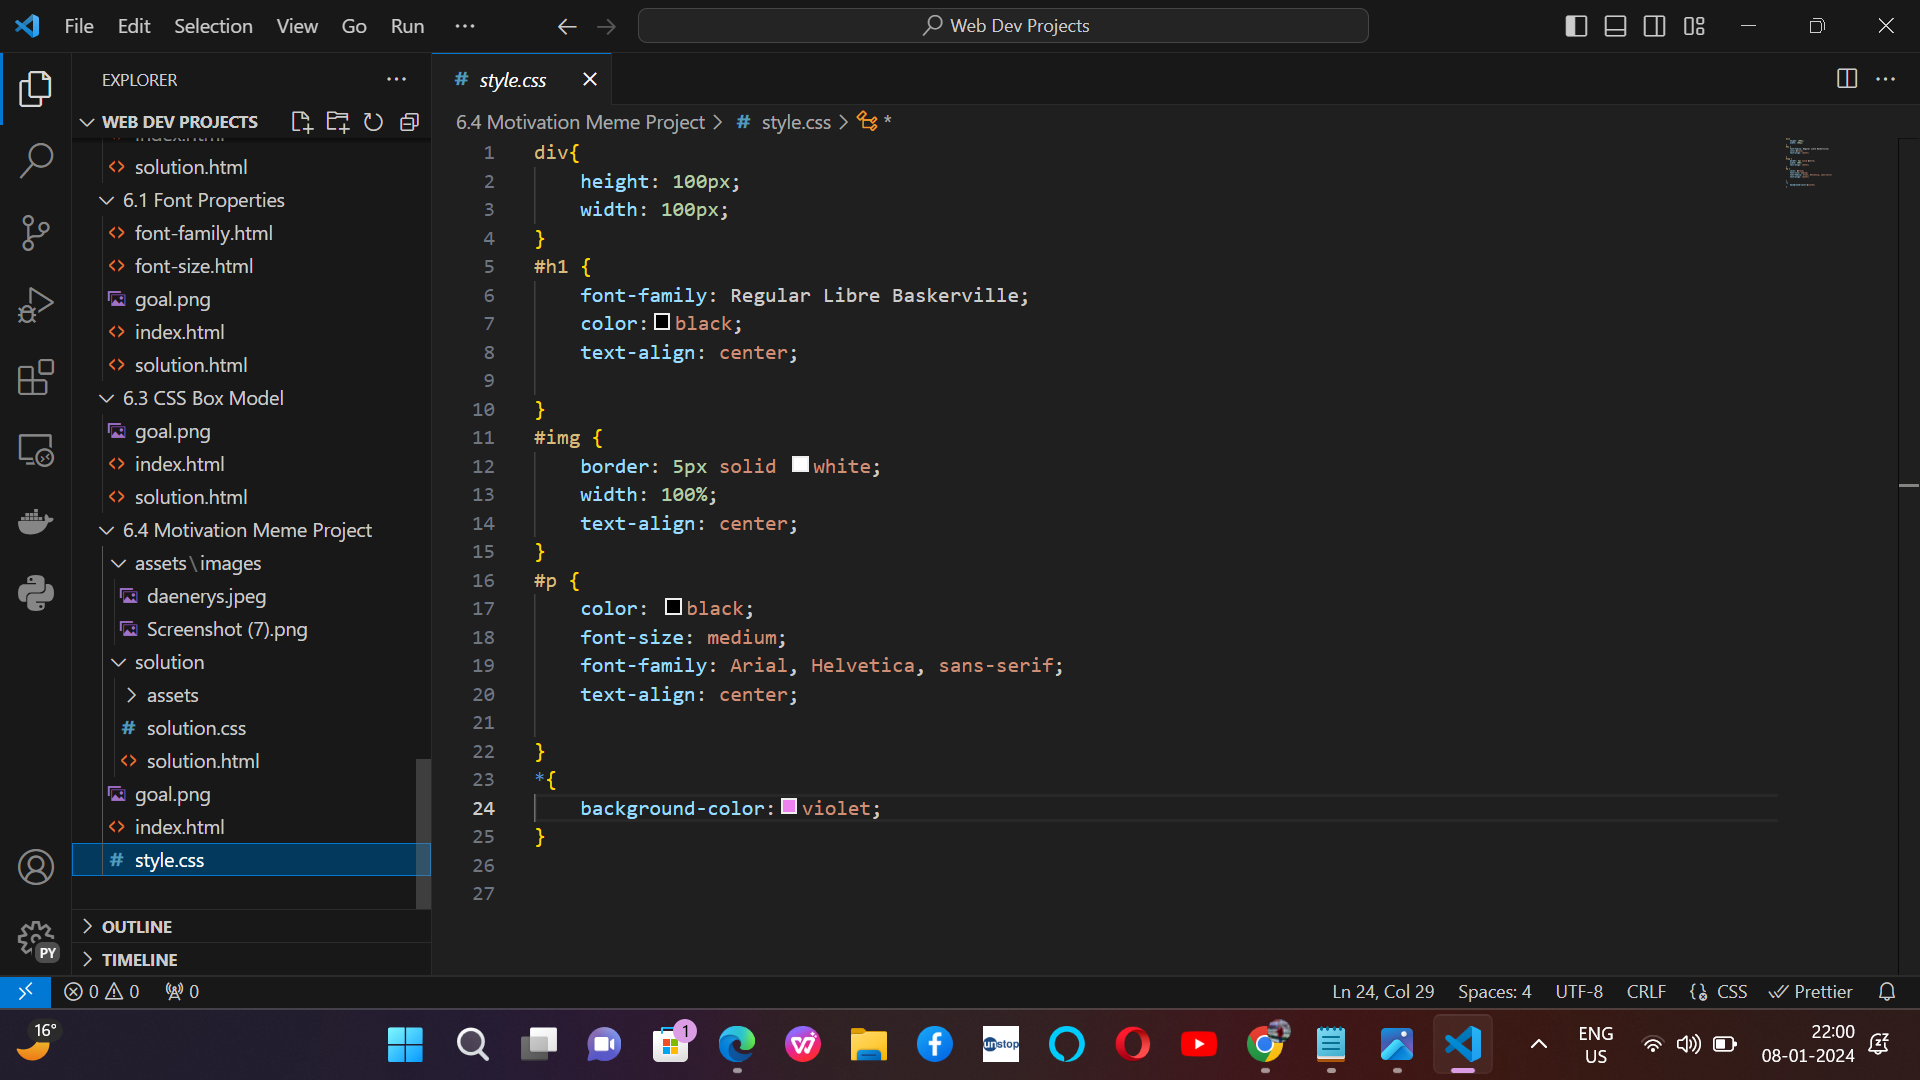 File Edit Selection View Go Run ··· Web Dev Projects
EXPLORER
WEB DEV PROJECTS
index.html
solution.html
6.1 Font Properties
font-family.html
font-size.html
goal.png
index.html
solution.html
6.3 CSS Box Model
goal.png
index.html
solution.html
6.4 Motivation Meme Project
assets\images
daenerys.jpeg
Screenshot (7).png
solution
assets
# solution.css
solution.html
goal.png
index.html
# style.css
OUTLINE
TIMELINE
# style.css
6.4 Motivation Meme Project > # style.css > *
1 div{
2 height: 100px;
3 width: 100px;
4 }
5 #h1 {
6 font-family: Regular Libre Baskerville;
7 color: black;
8 text-align: center;
9
10 }
11 #img {
12 border: 5px solid white;
13 width: 100%;
14 text-align: center;
15 }
16 #p {
17 color: black;
18 font-size: medium;
19 font-family: Arial, Helvetica, sans-serif;
20 text-align: center;
21
22 }
23 *{
24 background-color: violet;
25 }
26
27
PY
0 0 0 Ln 24, Col 29 Spaces: 4 UTF-8 CRLF CSS Prettier
16° 1 unstop ENG US 22:00
08-01-2024